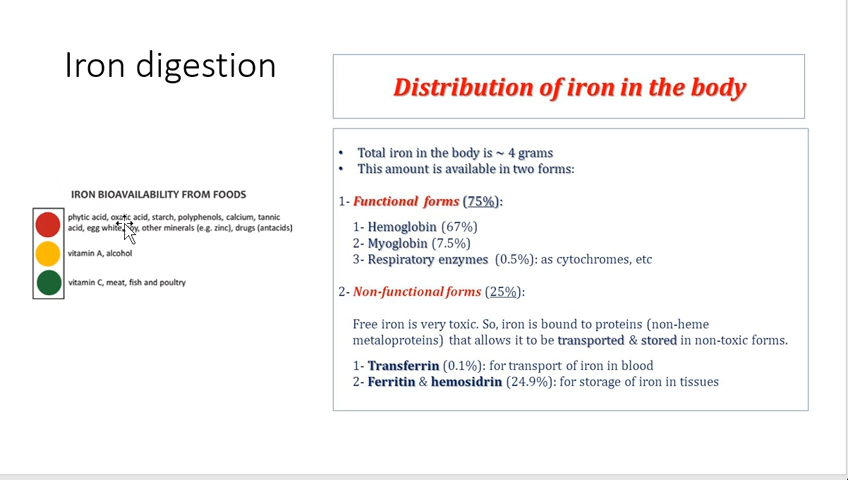 Iron digestion
Distribution of iron in the body
IRON BIOAVAILABILITY FROM FOODS
phytic acid, oxalic acid, starch, polyphenols, calcium, tannic
acid, egg white, other minerals (e.g. zinc), drugs (antacids)
vitamin A, alcohol
vitamin C, meat, fish and poultry
• Total iron in the body is ~ 4 grams
• This amount is available in two forms:
1- Functional forms (75%):
1- Hemoglobin (67%)
2- Myoglobin (7.5%)
3- Respiratory enzymes (0.5%): as cytochromes, etc
2- Non-functional forms (25%):
Free iron is very toxic. So, iron is bound to proteins (non-heme
metaloproteins) that allows it to be transported & stored in non-toxic forms.
1- Transferrin (0.1%): for transport of iron in blood
2- Ferritin & hemosidrin (24.9%): for storage of iron in tissues